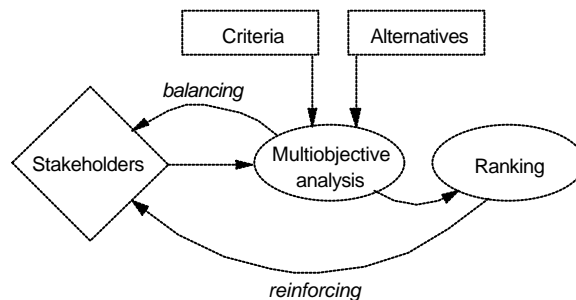 Criteria
Alternatives
balancing
Stakeholders
Multiobjective
analysis
Ranking
reinforcing